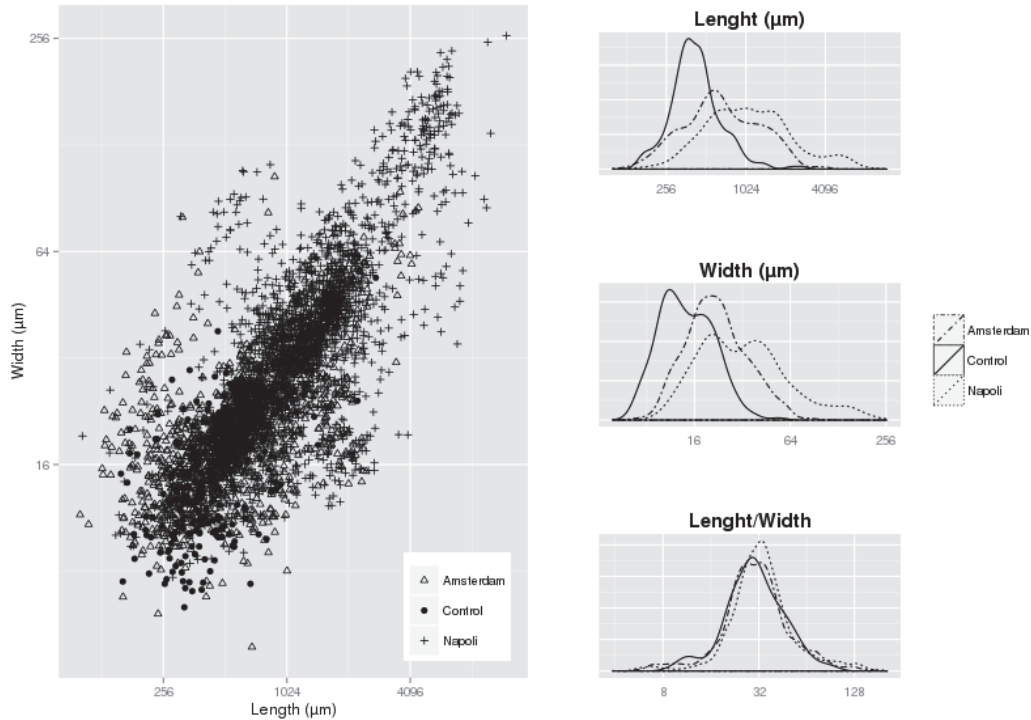 256
64
16
Width (µm)
256
1024
4096
Length (µm)
Amsterdam
Control
Napoli
Lenght (µm)
256
1024
4096
Width (µm)
16
64
256
Lenght/Width
8
32
128
Amsterdam
Control
Napoli